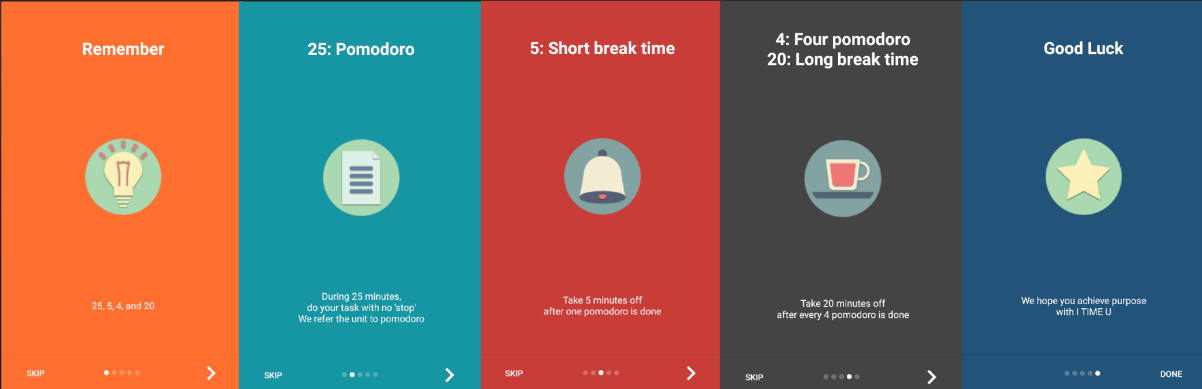 Remember
25, 5, 4, and 20
SKIP
25: Pomodoro
During 25 minutes,
do your task with no 'stop'
We refer the unit to pomodoro
SKIP
5: Short break time
Take 5 minutes off
after one pomodoro is done
SKIP
4: Four pomodoro
20: Long break time
Take 20 minutes off
after every 4 pomodoro is done
SKIP
Good Luck
We hope you achieve purpose
with I TIME U
DONE